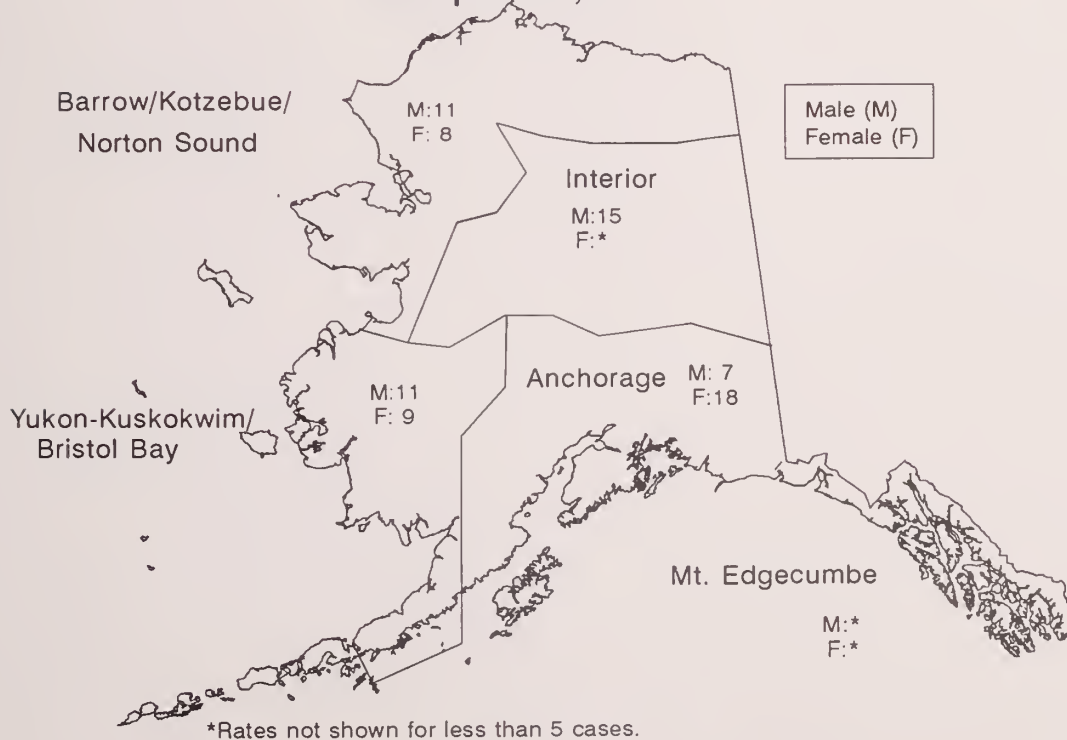 Barrow/Kotzebue/
Norton Sound
M:11
F: 8
Male (M)
Female (F)
Interior
M:15
F:*
Yukon-Kuskokwim/
Bristol Bay
M:11
F: 9
Anchorage
M: 7
F:18
Mt. Edgecumbe
M:*
F:*
*Rates not shown for less than 5 cases.